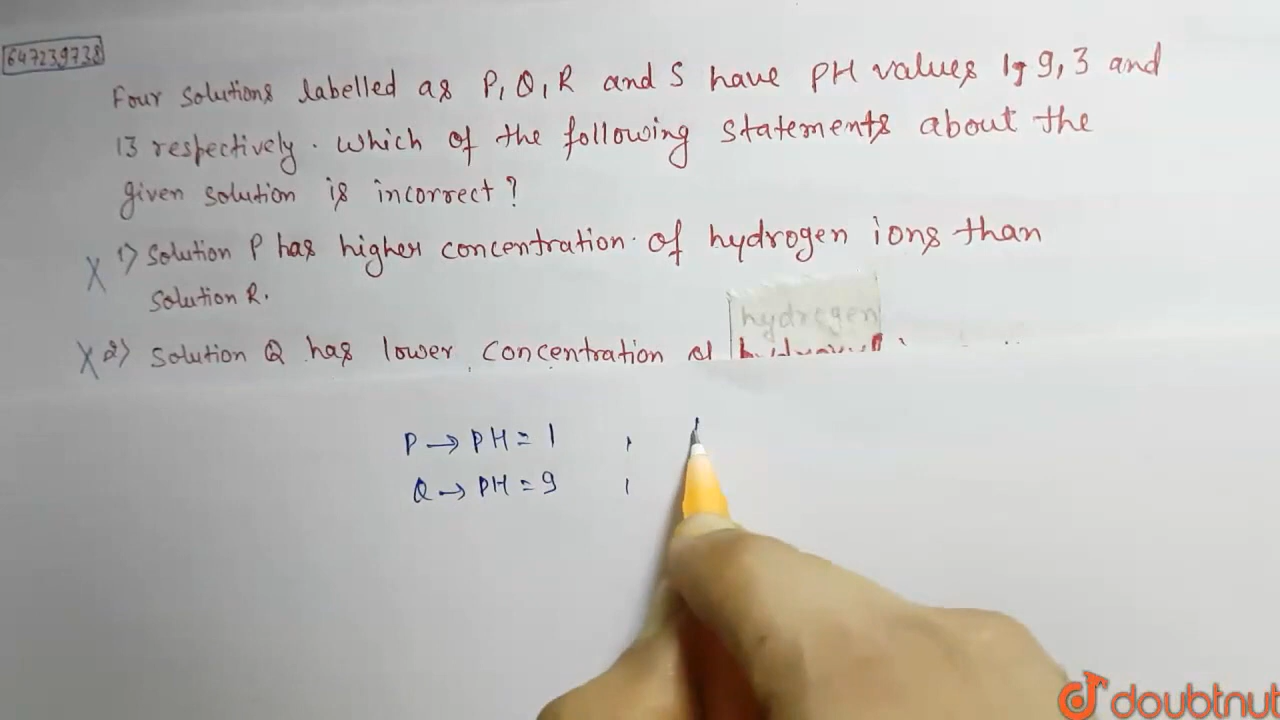 647239738
Four solutions labelled as P, Q, R and S have PH values 1, 9, 3 and
13 respectively. which of the following statements about the
given solution is incorrect?
X 1) Solution P has higher concentration of hydrogen ions than
Solution R.
hydrogen
X 2) Solution Q has lower concentration of
P → PH = 1 ,
Q → PH = 9 ,
doubtnut